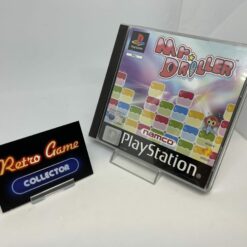 MR.
DRILLER
namco
PlayStation
Retro Game
COLLECTOR